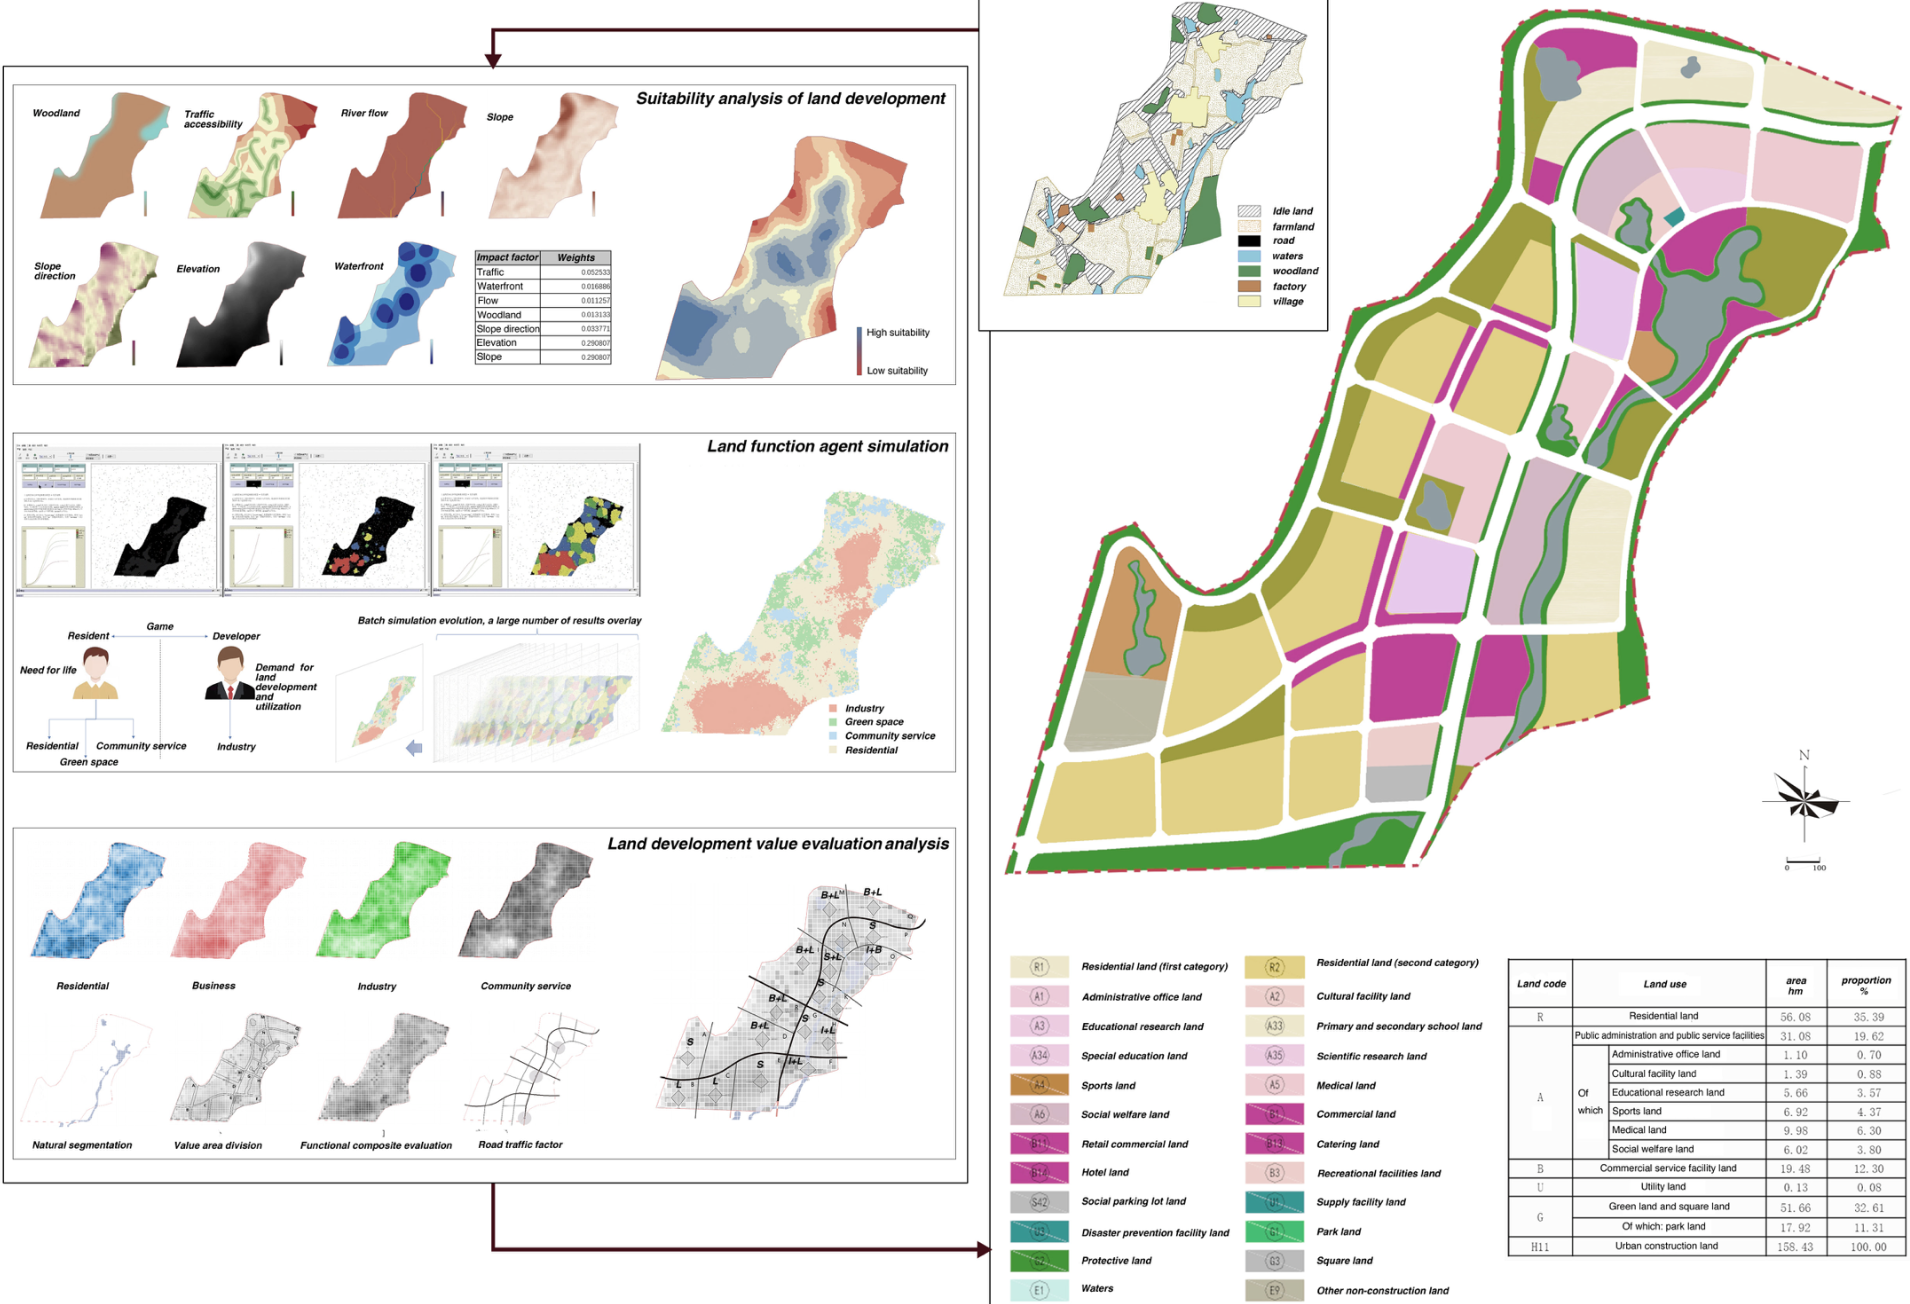 Suitability analysis of land development
Woodland
Traffic
accessibility
River flow
Slope
Slope
direction
Elevation
Waterfront
Impact factor Weights
Traffic 0.052533
Waterfront 0.016886
Flow 0.011257
Woodland 0.013133
Slope direction 0.033771
Elevation 0.290807
Slope 0.290807
High suitability
Low suitability
Land function agent simulation
Game
Resident
Developer
Need for life
Demand for
land
development
and
utilization
Residential
Community service
Green space
Industry
Batch simulation evolution, a large number of results overlay
Industry
Green space
Community service
Residential
Land development value evaluation analysis
Residential
Business
Industry
Community service
Natural segmentation
Value area division
Functional composite evaluation
Road traffic factor
B+L
B+L
S
B+L
S+L
I+B
S
B+L
S
B+L
I+L
S
S
I+L
L
L
Idle land
farmland
road
waters
woodland
factory
village
N
0 100
R1 Residential land (first category)
R2 Residential land (second category)
A1 Administrative office land
A2 Cultural facility land
A3 Educational research land
A33 Primary and secondary school land
A34 Special education land
A35 Scientific research land
A4 Sports land
A5 Medical land
A6 Social welfare land
B1 Commercial land
B11 Retail commercial land
B13 Catering land
B14 Hotel land
B3 Recreational facilities land
S42 Social parking lot land
U1 Supply facility land
U3 Disaster prevention facility land
G1 Park land
G2 Protective land
G3 Square land
E1 Waters
E9 Other non-construction land
Land code Land use area hm proportion %
R Residential land 56.08 35.39
A Public administration and public service facilities 31.08 19.62
Of which
Administrative office land 1.10 0.70
Cultural facility land 1.39 0.88
Educational research land 5.66 3.57
Sports land 6.92 4.37
Medical land 9.98 6.30
Social welfare land 6.02 3.80
B Commercial service facility land 19.48 12.30
U Utility land 0.13 0.08
G Green land and square land 51.66 32.61
Of which: park land 17.92 11.31
H11 Urban construction land 158.43 100.00